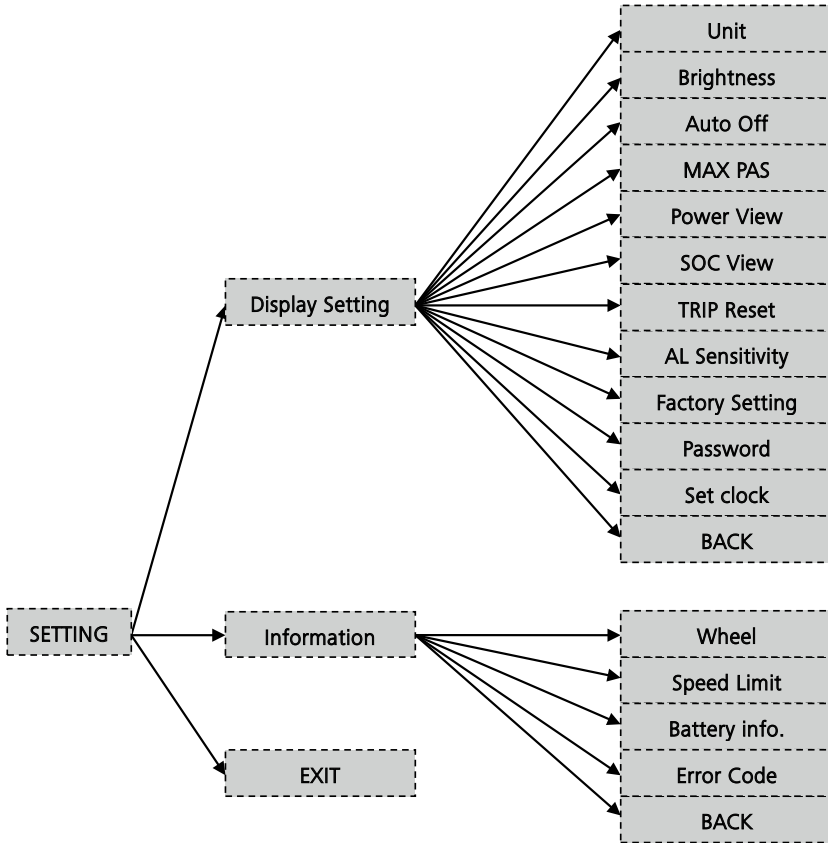 SETTING
Display Setting
Unit
Brightness
Auto Off
MAX PAS
Power View
SOC View
TRIP Reset
AL Sensitivity
Factory Setting
Password
Set clock
BACK
Information
Wheel
Speed Limit
Battery info.
Error Code
BACK
EXIT